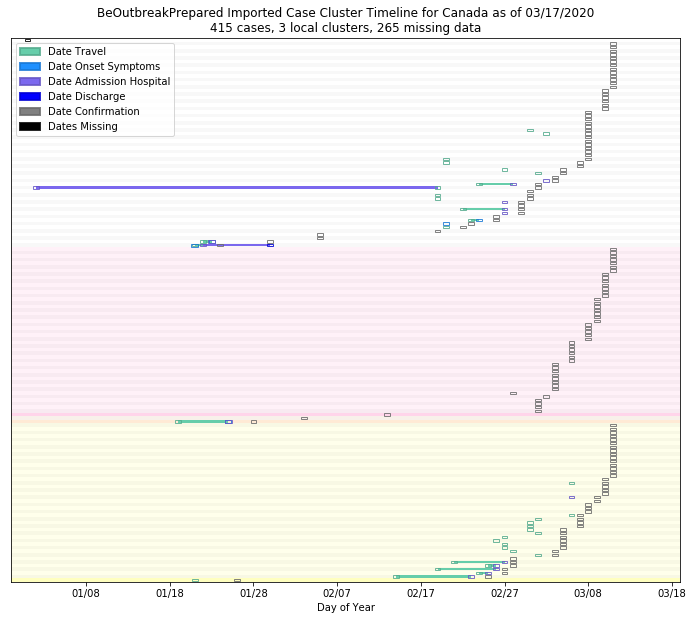 BeOutbreakPrepared Imported Case Cluster Timeline for Canada as of 03/17/2020
415 cases, 3 local clusters, 265 missing data
Date Travel
Date Onset Symptoms
Date Admission Hospital
Date Discharge
Date Confirmation
Dates Missing
01/08 01/18 01/28 02/07 02/17 02/27 03/08 03/18
Day of Year